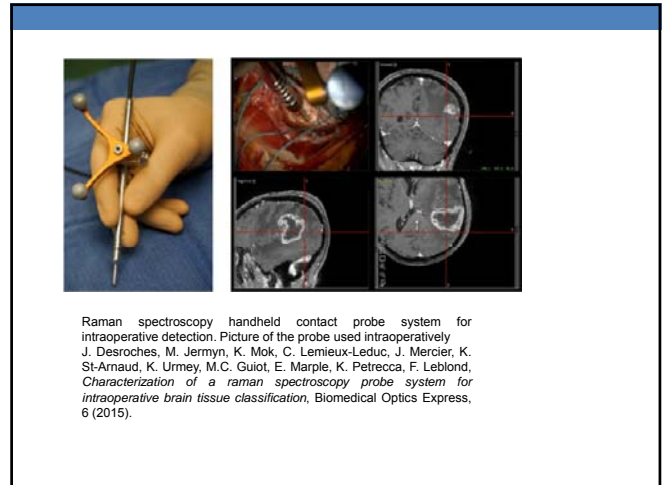 Raman spectroscopy handheld contact probe system for
intraoperative detection. Picture of the probe used intraoperatively
J. Desroches, M. Jermyn, K. Mok, C. Lemieux-Leduc, J. Mercier, K.
St-Arnaud, K. Urmey, M.C. Guiot, E. Marple, K. Petrecca, F. Leblond,
Characterization of a raman spectroscopy probe system for
intraoperative brain tissue classification, Biomedical Optics Express,
6 (2015).